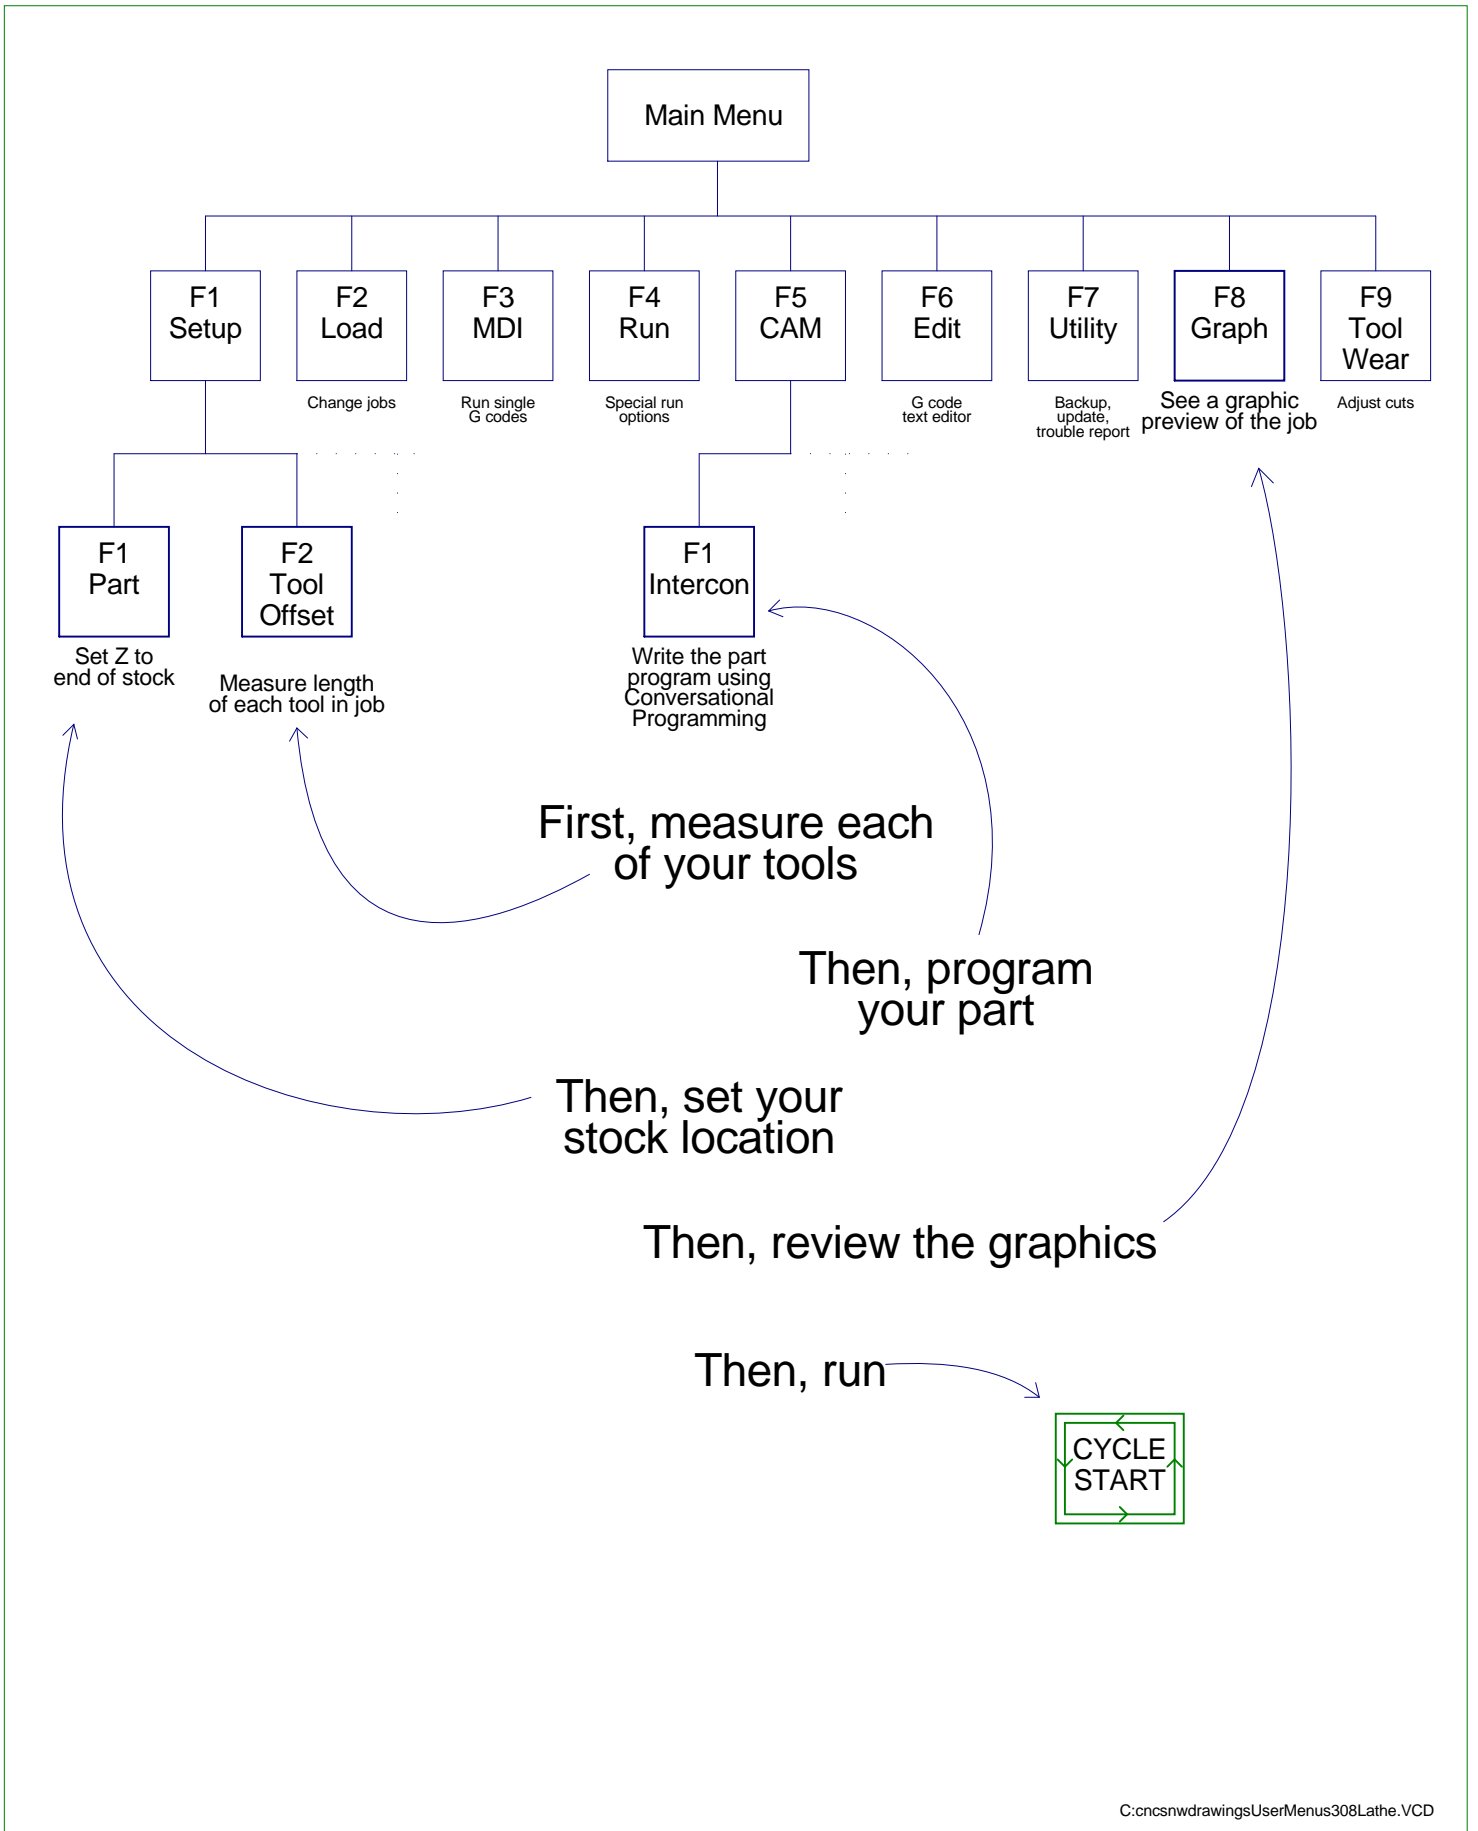 Main Menu
F1
Setup
F2
Load
F3
MDI
F4
Run
F5
CAM
F6
Edit
F7
Utility
F8
Graph
F9
Tool
Wear
Change jobs
Run single
G codes
Special run
options
G code
text editor
Backup,
update,
trouble report
See a graphic
preview of the job
Adjust cuts
F1
Part
F2
Tool
Offset
F1
Intercon
Set Z to
end of stock
Measure length
of each tool in job
Write the part
program using
Conversational
Programming
First, measure each
of your tools
Then, program
your part
Then, set your
stock location
Then, review the graphics
Then, run
CYCLE
START
C:cncsnwdrawingsUserMenus308Lathe.VCD